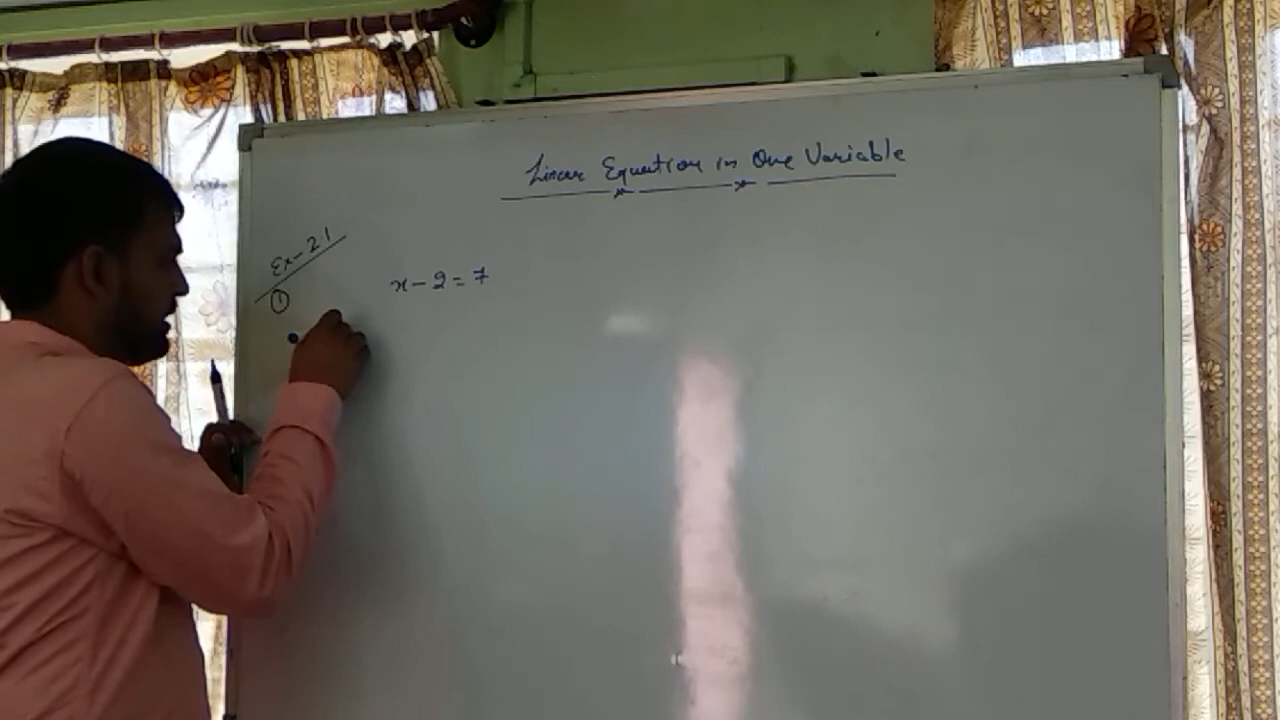 Linear Equation in One Variable
Ex-2.1
①
x-2=7